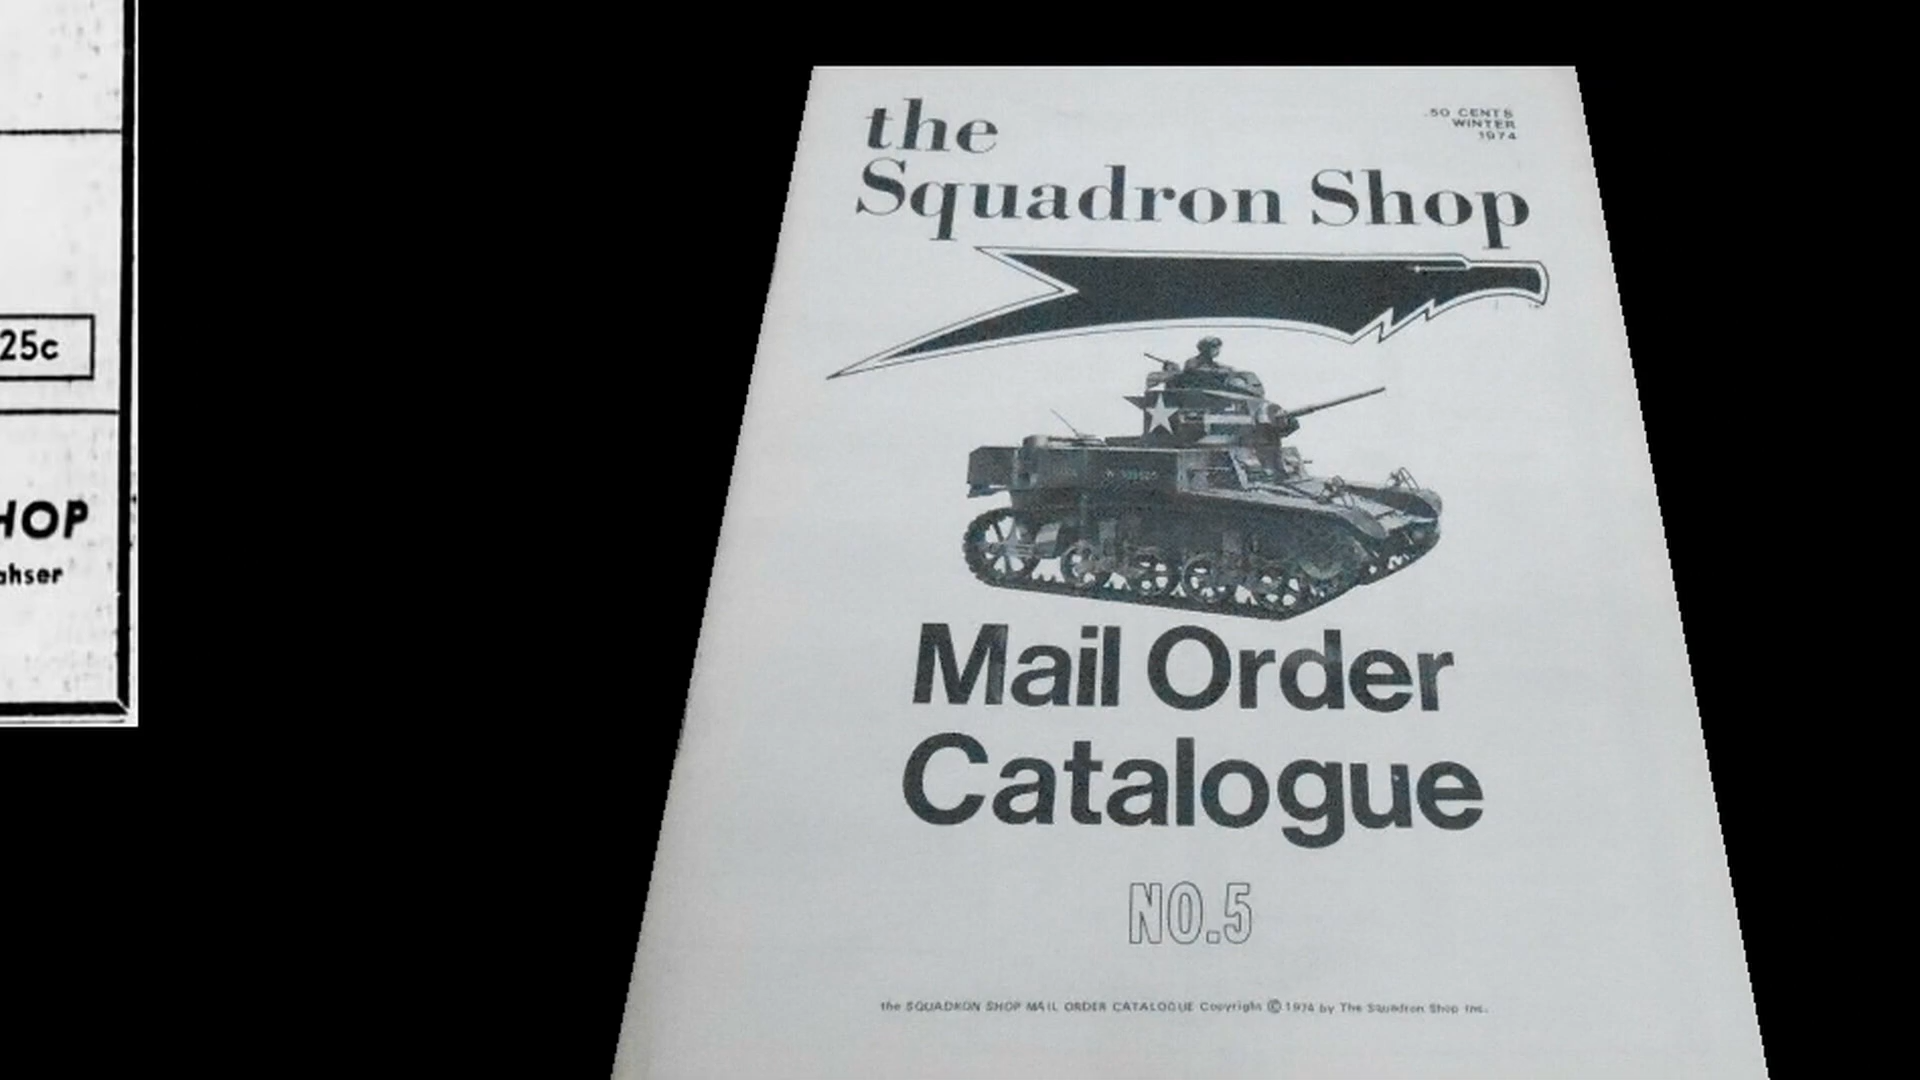 25c
HOP
ahser
the
Squadron Shop
.50 CENTS
WINTER
1974
Mail Order
Catalogue
NO.5
the SQUADRON SHOP MAIL ORDER CATALOGUE Copyright © 1974 by The Squadron Shop Inc.